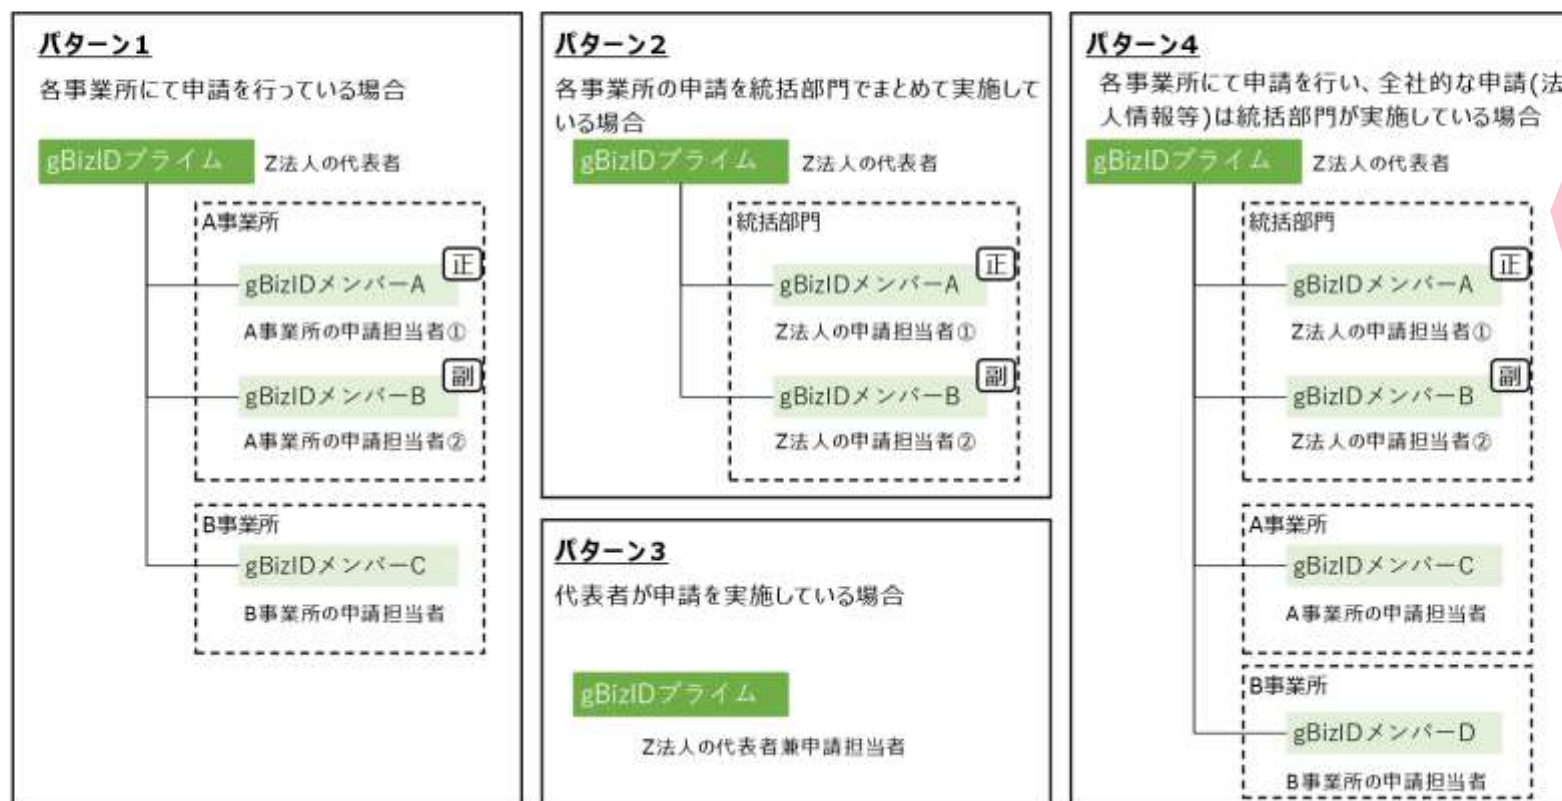 パターン1
各事業所にて申請を行っている場合
gBizIDプライム Z法人の代表者
A事業所
正
gBizIDメンバーA
A事業所の申請担当者①
副
gBizIDメンバーB
A事業所の申請担当者②
B事業所
gBizIDメンバーC
B事業所の申請担当者
パターン2
各事業所の申請を統括部門でまとめて実施して
いる場合
gBizIDプライム Z法人の代表者
統括部門
正
gBizIDメンバーA
Z法人の申請担当者①
副
gBizIDメンバーB
Z法人の申請担当者②
パターン3
代表者が申請を実施している場合
gBizIDプライム
Z法人の代表者兼申請担当者
パターン4
各事業所にて申請を行い、全社的な申請(法
人情報等)は統括部門が実施している場合
gBizIDプライム Z法人の代表者
統括部門
正
gBizIDメンバーA
Z法人の申請担当者①
副
gBizIDメンバーB
Z法人の申請担当者②
A事業所
gBizIDメンバーC
A事業所の申請担当者
B事業所
gBizIDメンバーD
B事業所の申請担当者